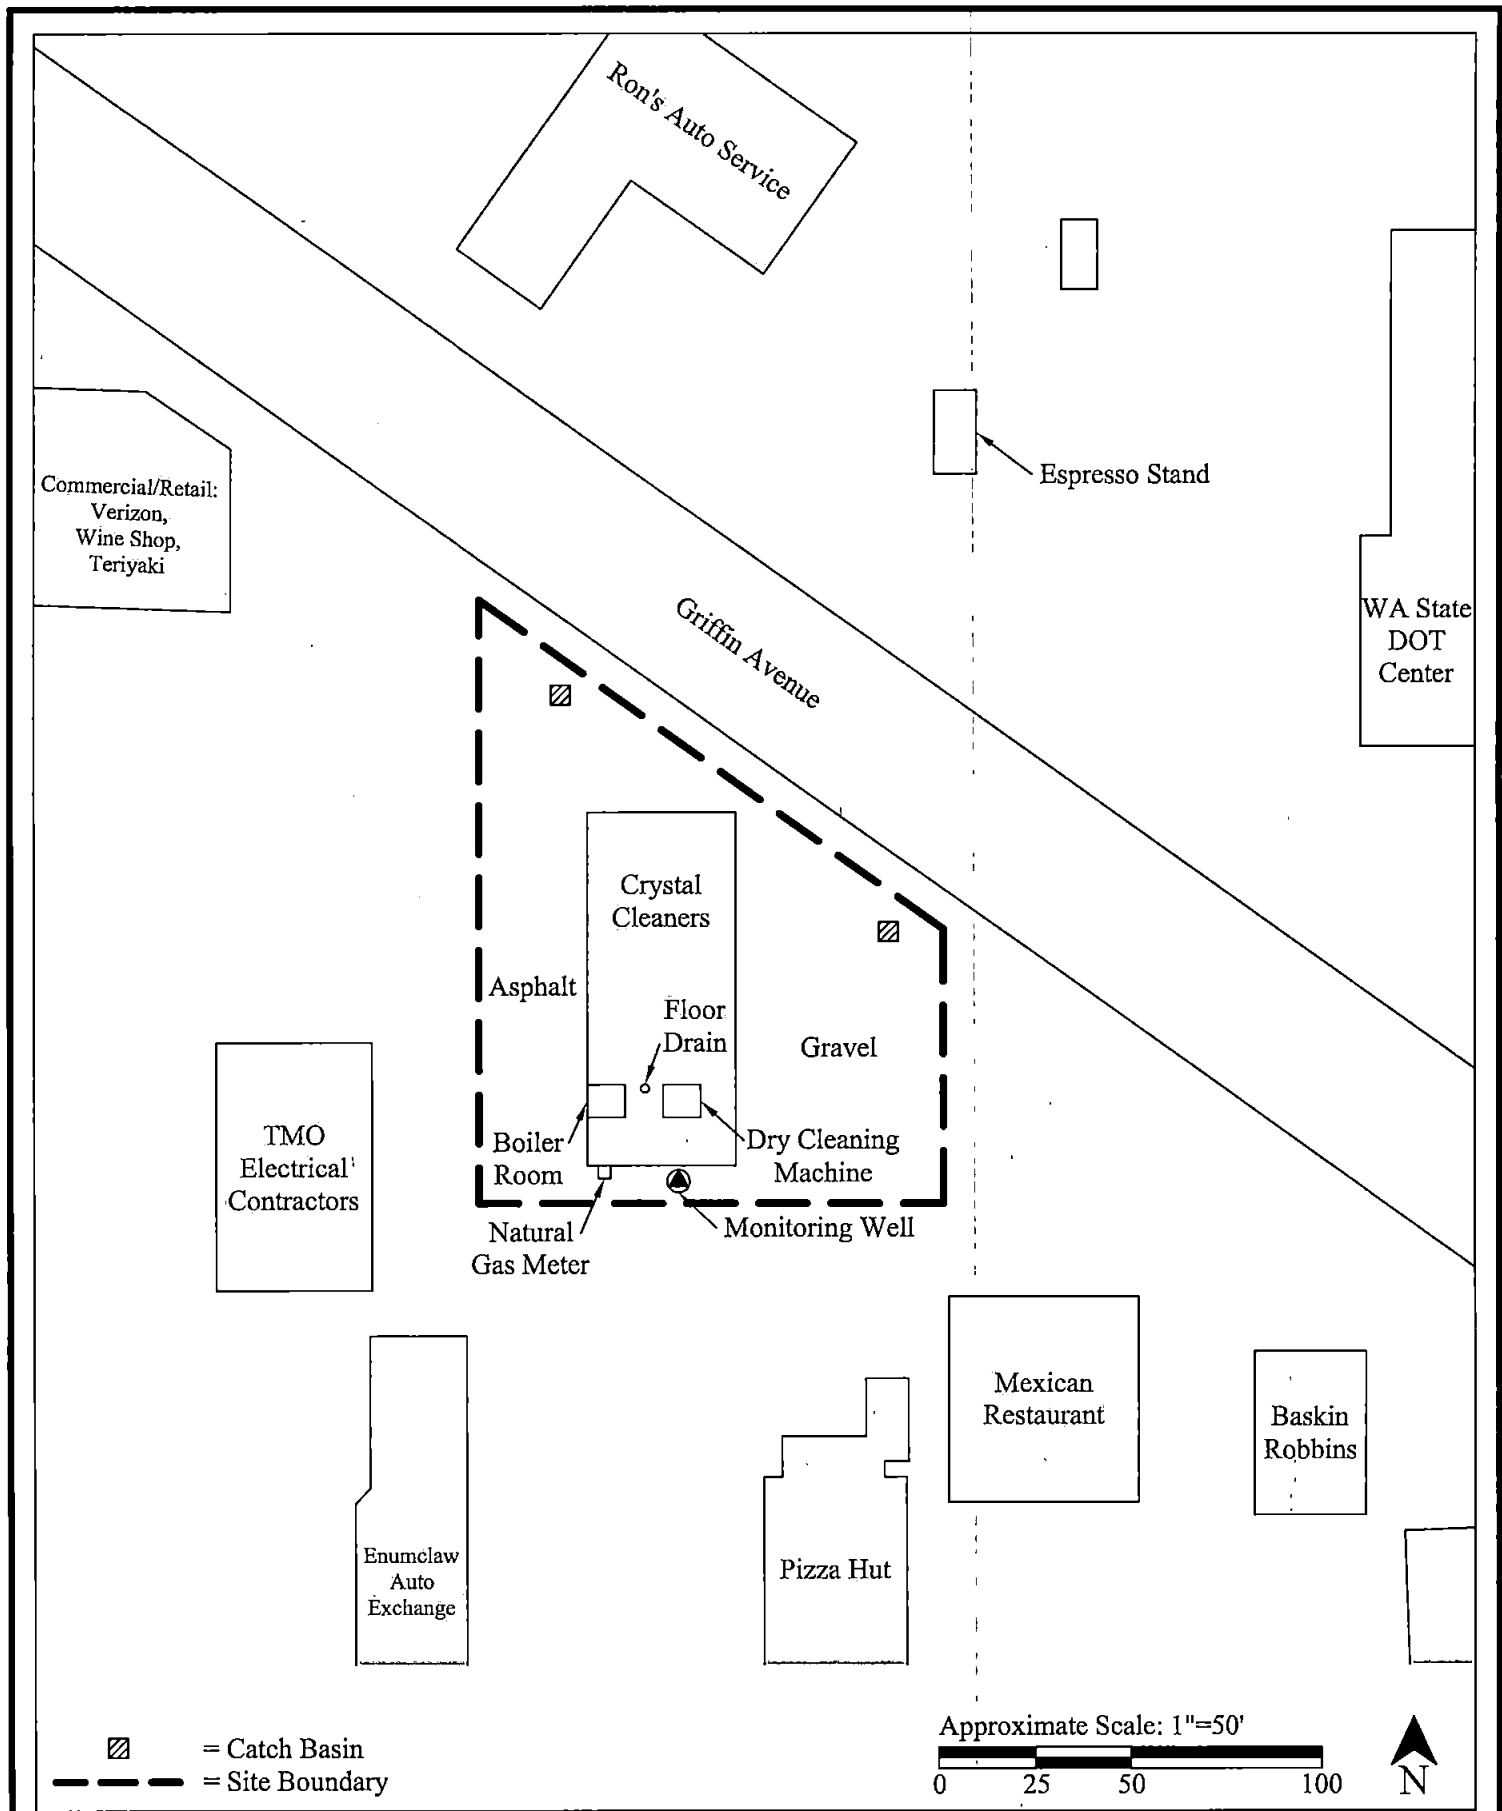 Ron's Auto Service
Espresso Stand
Commercial/Retail:
Verizon,
Wine Shop,
Teriyaki
Griffin Avenue
WA State
DOT
Center
Crystal
Cleaners
Asphalt
Floor
Drain
Gravel
Boiler
Room
Dry Cleaning
Machine
TMO
Electrical
Contractors
Natural
Gas Meter
Monitoring Well
Mexican
Restaurant
Baskin
Robbins
Enumclaw
Auto
Exchange
Pizza Hut
= Catch Basin
= Site Boundary
Approximate Scale: 1"=50'
0 25 50 100
N